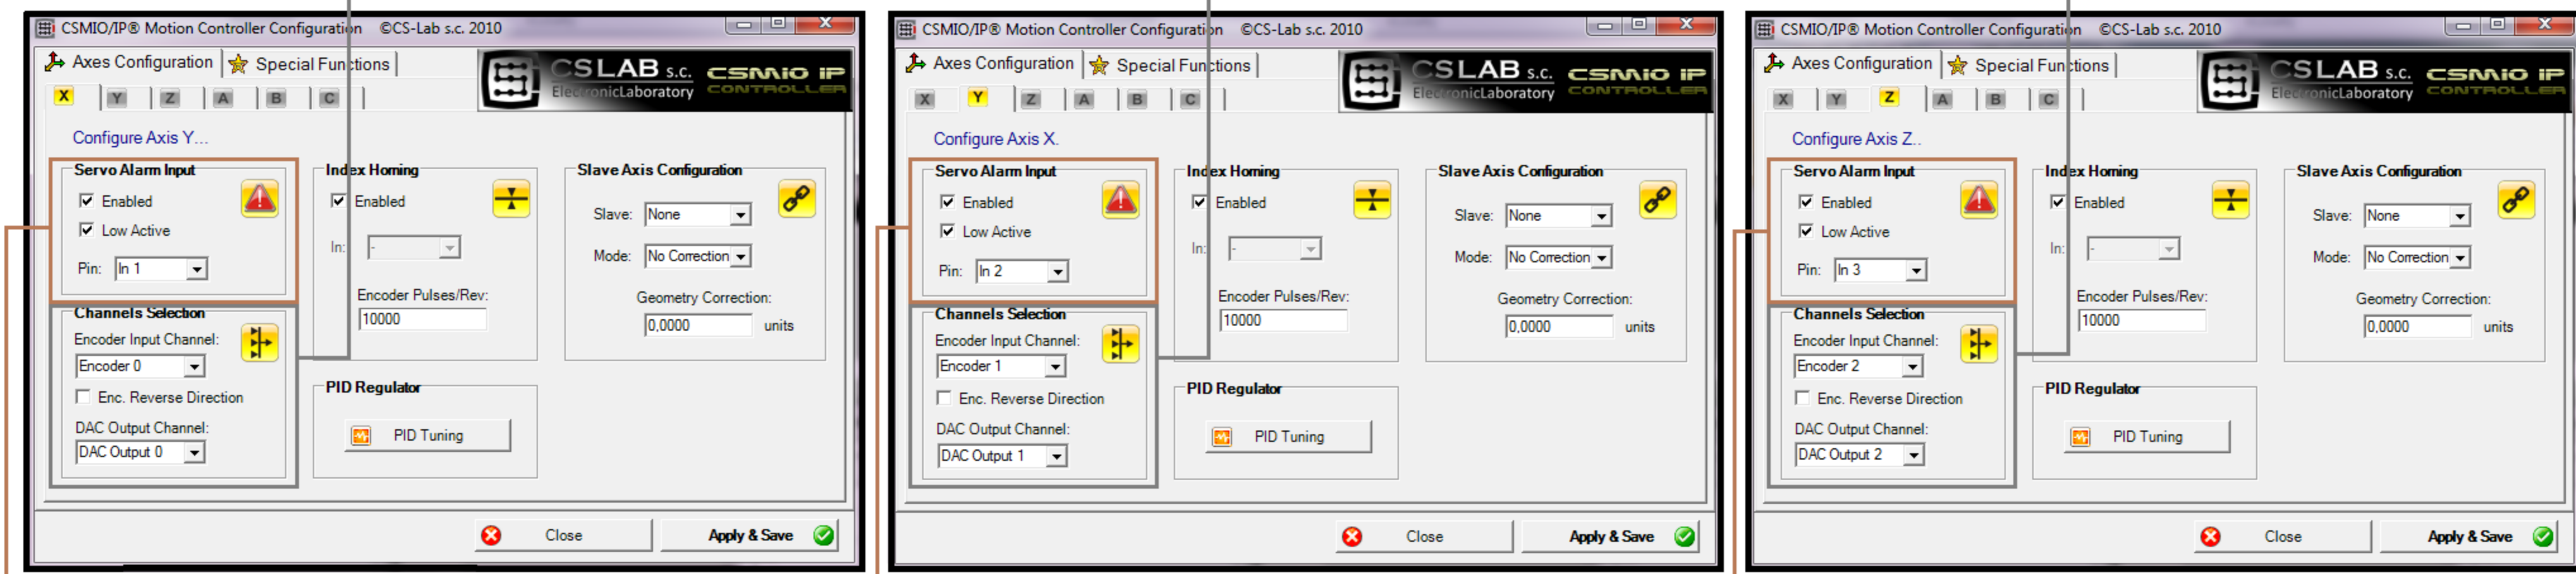 CSMIO/IP® Motion Controller Configuration ©CS-Lab s.c. 2010
Axes Configuration Special Functions
CSLAB s.c.
ElectronicLaboratory
CSMIO IP
CONTROLLER
X Y Z A B C
Configure Axis Y...
Servo Alarm Input
Enabled
Low Active
Pin: In 1
Channels Selection
Encoder Input Channel:
Encoder 0
Enc. Reverse Direction
DAC Output Channel:
DAC Output 0
Index Homing
Enabled
In: -
Encoder Pulses/Rev:
10000
PID Regulator
PID Tuning
Slave Axis Configuration
Slave: None
Mode: No Correction
Geometry Correction:
0,0000 units
Close
Apply & Save
CSMIO/IP® Motion Controller Configuration ©CS-Lab s.c. 2010
Axes Configuration Special Functions
CSLAB s.c.
ElectronicLaboratory
CSMIO IP
CONTROLLER
X Y Z A B C
Configure Axis X.
Servo Alarm Input
Enabled
Low Active
Pin: In 2
Channels Selection
Encoder Input Channel:
Encoder 1
Enc. Reverse Direction
DAC Output Channel:
DAC Output 1
Index Homing
Enabled
In: -
Encoder Pulses/Rev:
10000
PID Regulator
PID Tuning
Slave Axis Configuration
Slave: None
Mode: No Correction
Geometry Correction:
0,0000 units
Close
Apply & Save
CSMIO/IP® Motion Controller Configuration ©CS-Lab s.c. 2010
Axes Configuration Special Functions
CSLAB s.c.
ElectronicLaboratory
CSMIO IP
CONTROLLER
X Y Z A B C
Configure Axis Z..
Servo Alarm Input
Enabled
Low Active
Pin: In 3
Channels Selection
Encoder Input Channel:
Encoder 2
Enc. Reverse Direction
DAC Output Channel:
DAC Output 2
Index Homing
Enabled
In: -
Encoder Pulses/Rev:
10000
PID Regulator
PID Tuning
Slave Axis Configuration
Slave: None
Mode: No Correction
Geometry Correction:
0,0000 units
Close
Apply & Save